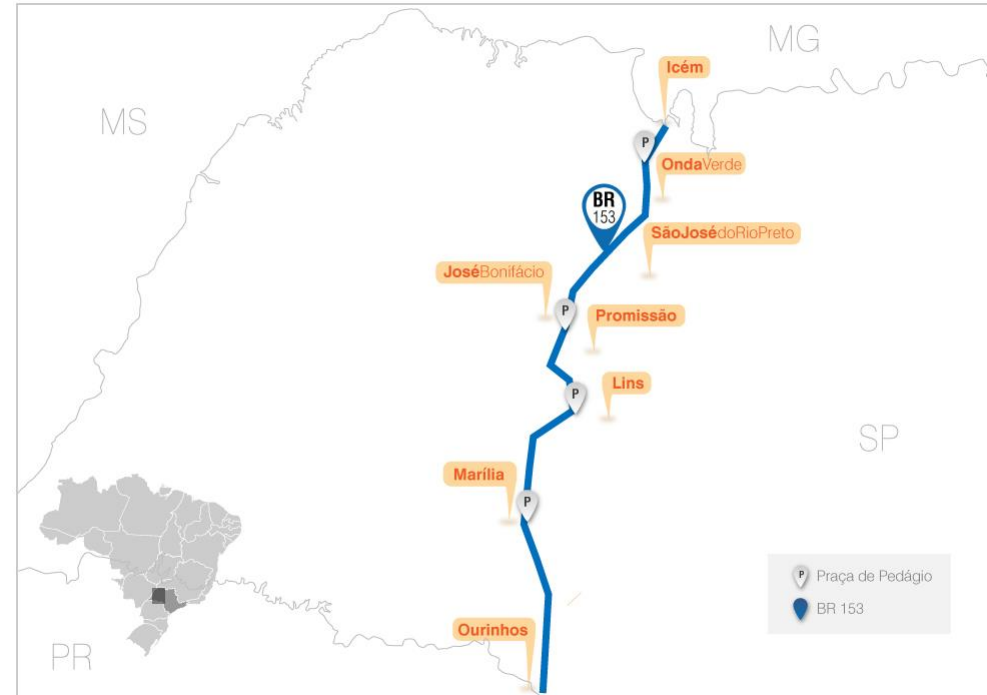 MG
Icém
MS
P
OndaVerde
BR
153
SãoJosédoRioPreto
JoséBonifácio
P
Promissão
P
Lins
SP
Marília
P
P Praça de Pedágio
BR 153
Ourinhos
PR